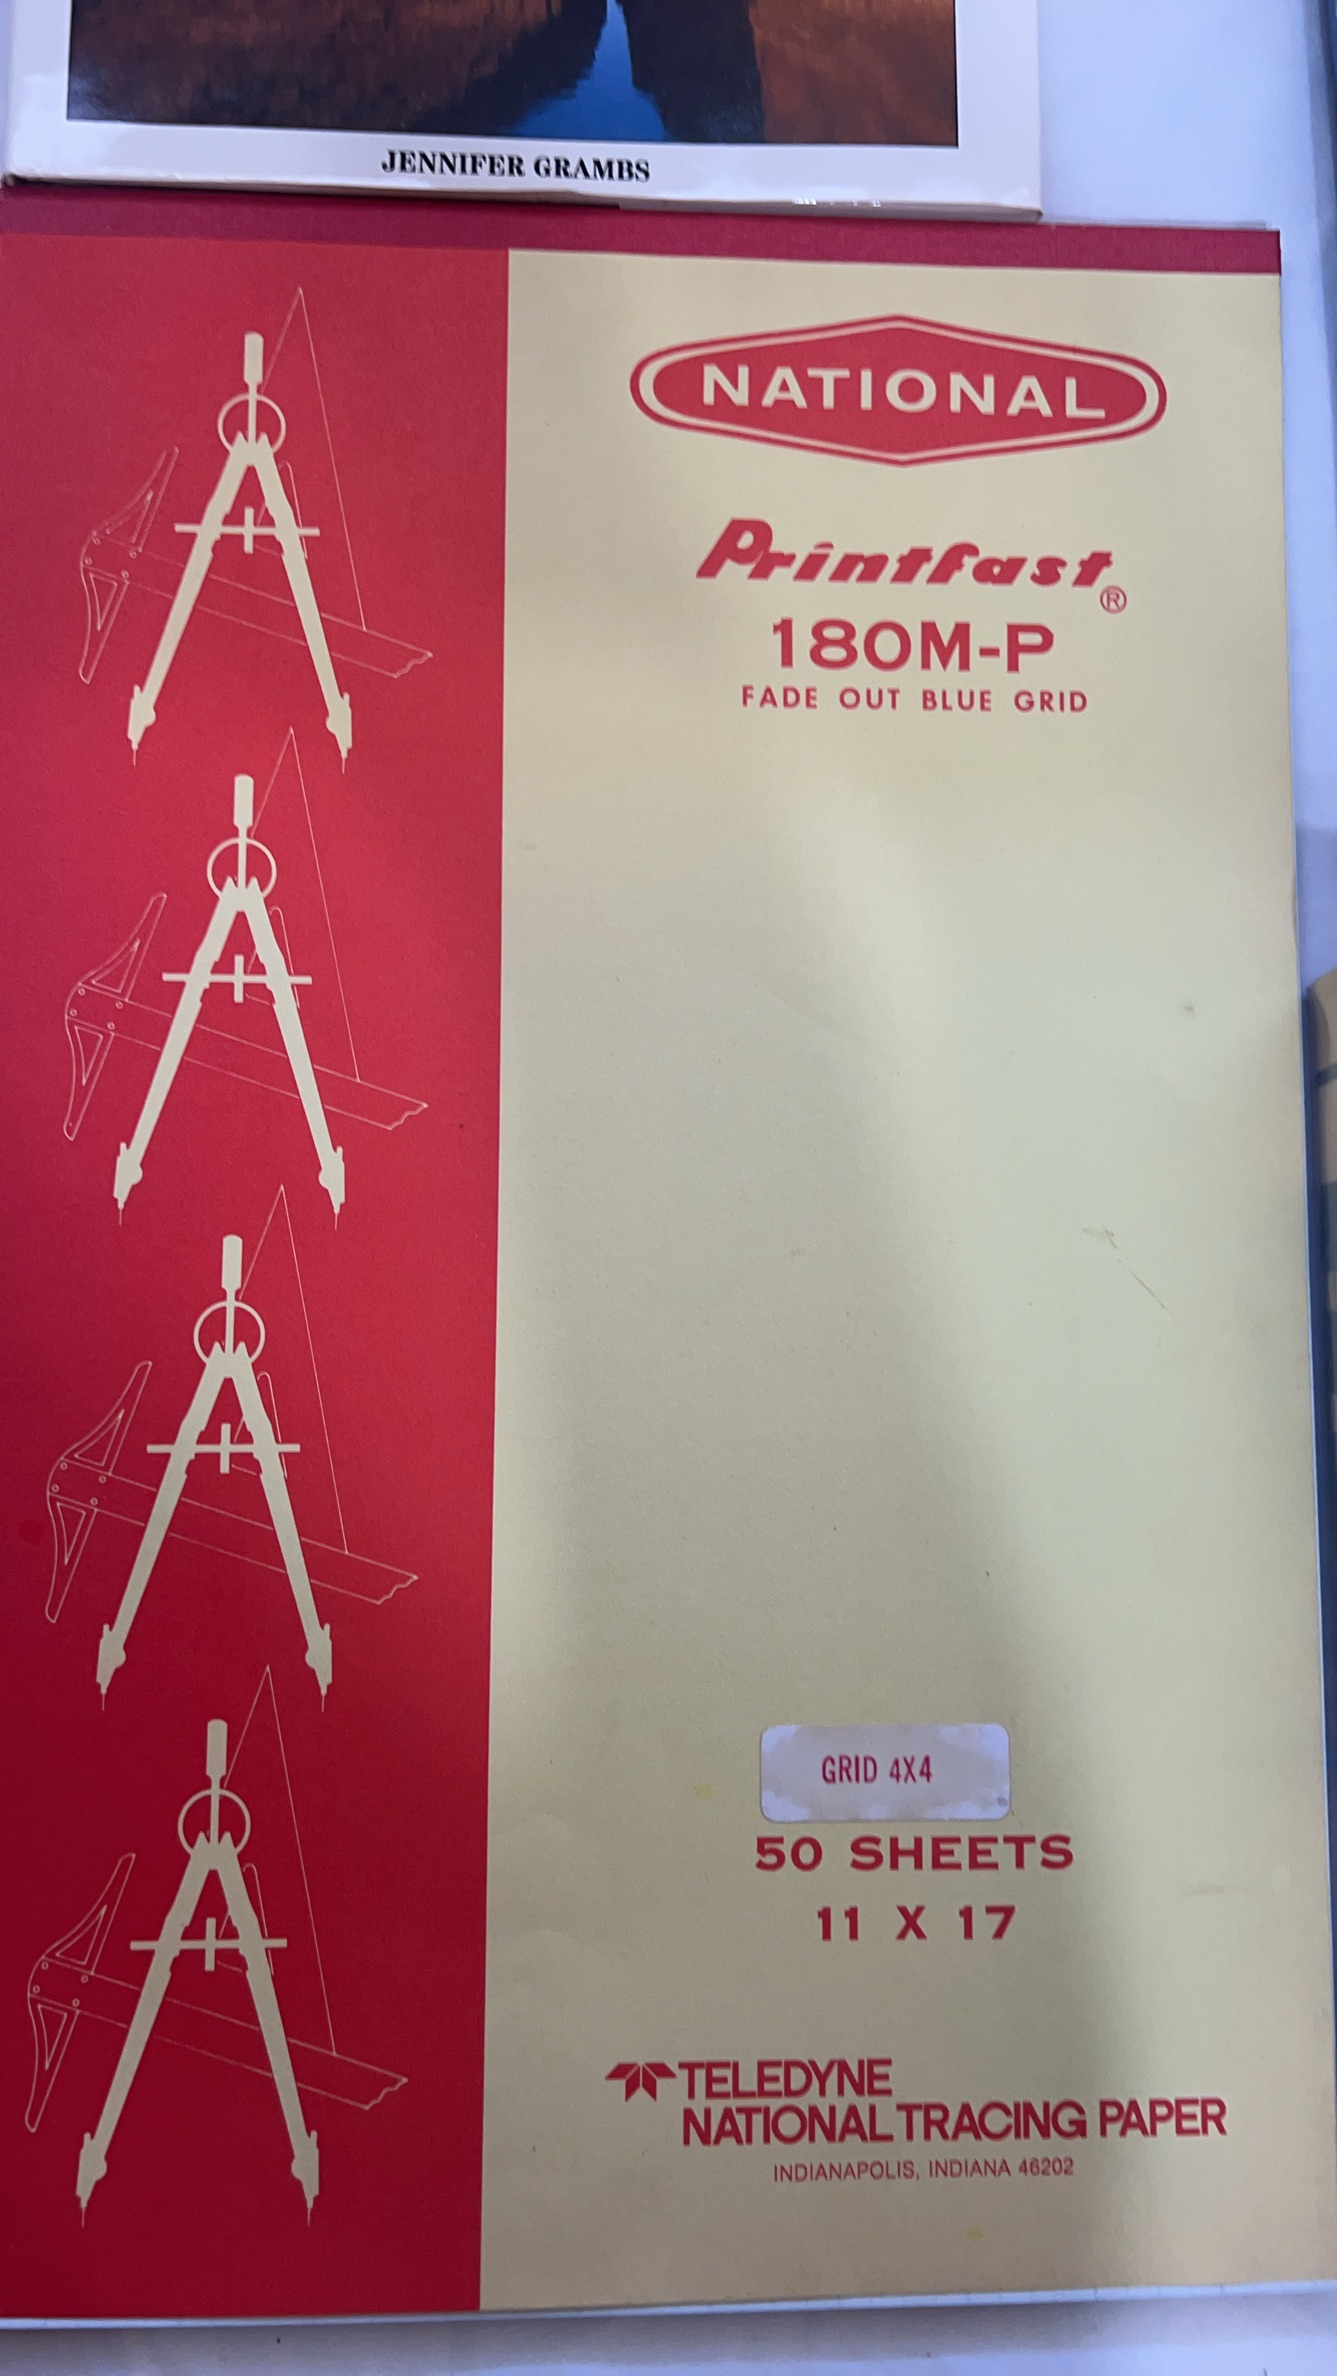 JENNIFER GRAMBS
NATIONAL
Printfast®
180M-P
FADE OUT BLUE GRID
GRID 4X4
50 SHEETS
11 X 17
TELEDYNE
NATIONAL TRACING PAPER
INDIANAPOLIS, INDIANA 46202